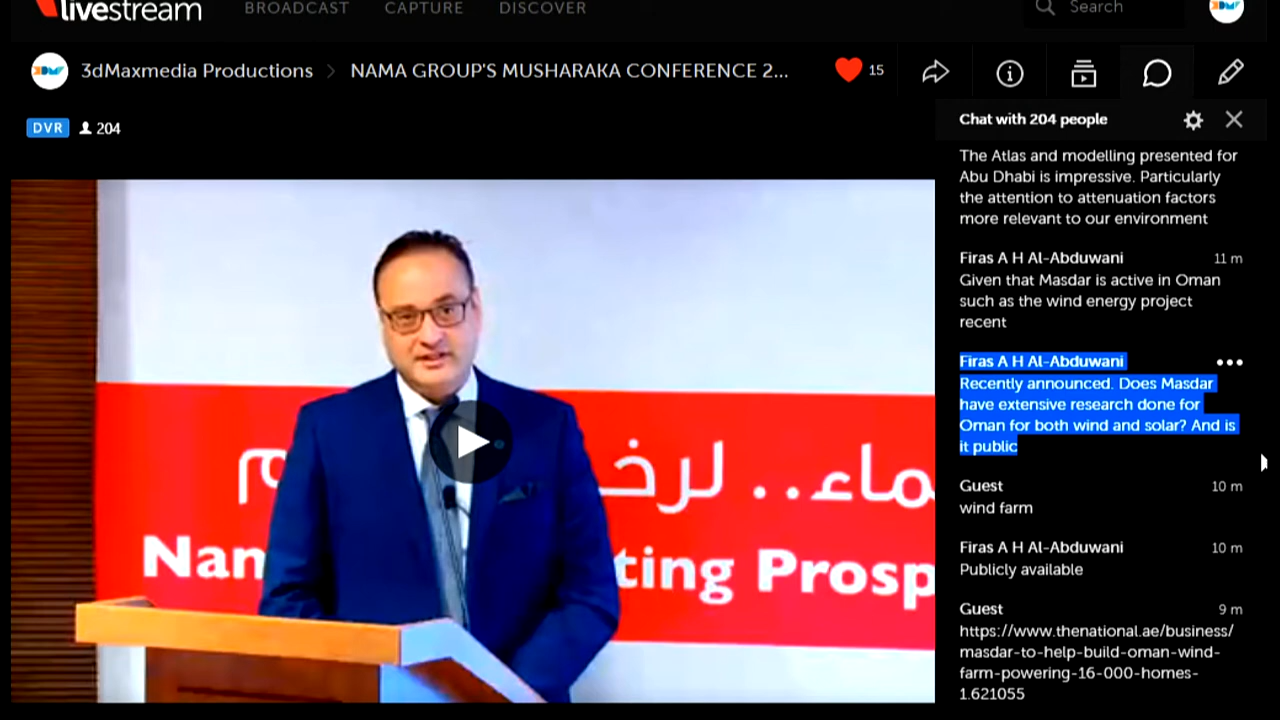 livestream
BROADCAST
CAPTURE
DISCOVER
Search
3dMaxmedia Productions
NAMA GROUP'S MUSHARAKA CONFERENCE 2...
15
DVR
204
ماء.. لرخ
م
Nam
ting Prosp
Chat with 204 people
The Atlas and modelling presented for
Abu Dhabi is impressive. Particularly
the attention to attenuation factors
more relevant to our environment
Firas A H Al-Abduwani 11 m
Given that Masdar is active in Oman
such as the wind energy project
recent
Firas A H Al-Abduwani
Recently announced. Does Masdar
have extensive research done for
Oman for both wind and solar? And is
it public
Guest 10 m
wind farm
Firas A H Al-Abduwani 10 m
Publicly available
Guest 9 m
https://www.thenational.ae/business/
masdar-to-help-build-oman-wind-
farm-powering-16-000-homes-
1.621055